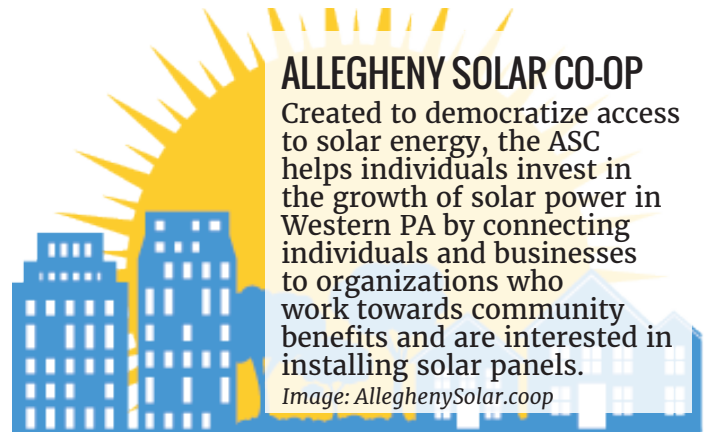 ALLEGHENY SOLAR CO-OP
Created to democratize access
to solar energy, the ASC
helps individuals invest in
the growth of solar power in
Western PA by connecting
individuals and businesses
to organizations who
work towards community
benefits and are interested in
installing solar panels.
Image: AlleghenySolar.coop